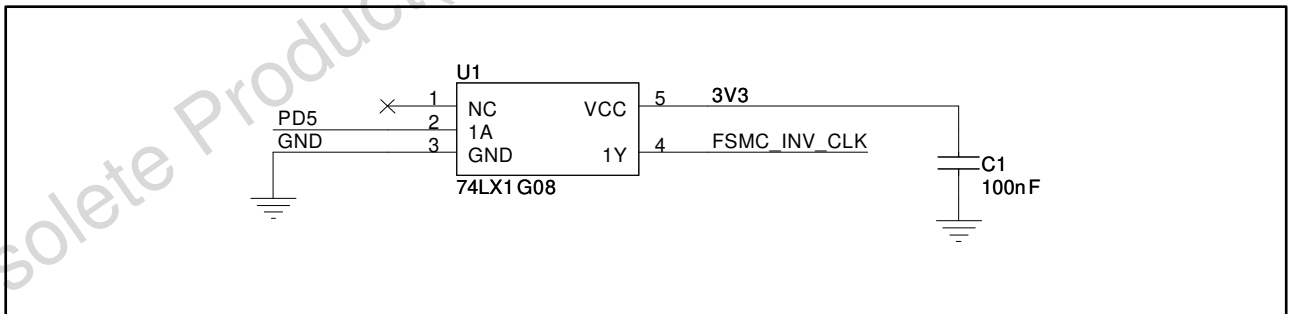 solete Product(
U1
1 NC VCC 5 3V3
PD5 2 1A
GND 3 GND 1Y 4 FSMC_INV_CLK
74LX1G08
C1
100nF